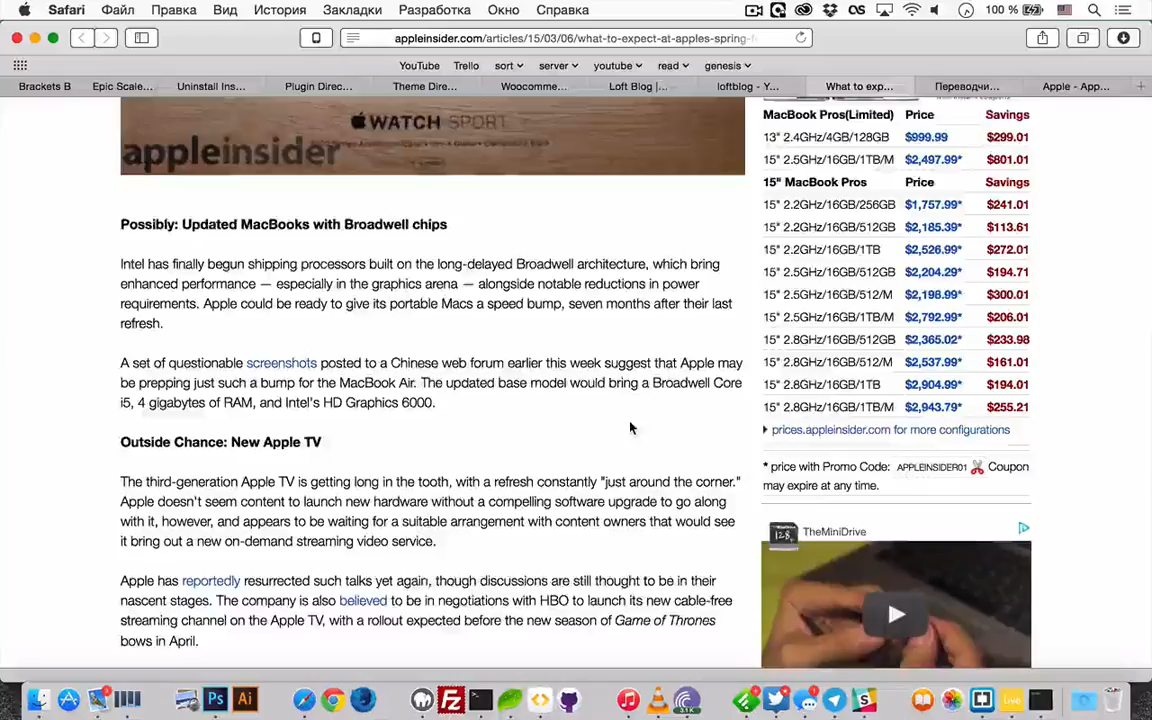 Safari Файл Правка Вид История Закладки Разработка Окно Справка 100 %
appleinsider.com/articles/15/03/06/what-to-expect-at-apples-spring-f
YouTube Trello sort server youtube read genesis
Brackets B Epic Scale... Uninstall Ins... Plugin Direc... Theme Dire... Woocomme... Loft Blog |... loftblog - Y... What to exp... Переводчи... Apple - App...
WATCH SPORT
appleinsider
Possibly: Updated MacBooks with Broadwell chips
Intel has finally begun shipping processors built on the long-delayed Broadwell architecture, which bring
enhanced performance — especially in the graphics arena — alongside notable reductions in power
requirements. Apple could be ready to give its portable Macs a speed bump, seven months after their last
refresh.
A set of questionable screenshots posted to a Chinese web forum earlier this week suggest that Apple may
be prepping just such a bump for the MacBook Air. The updated base model would bring a Broadwell Core
i5, 4 gigabytes of RAM, and Intel's HD Graphics 6000.
Outside Chance: New Apple TV
The third-generation Apple TV is getting long in the tooth, with a refresh constantly "just around the corner."
Apple doesn't seem content to launch new hardware without a compelling software upgrade to go along
with it, however, and appears to be waiting for a suitable arrangement with content owners that would see
it bring out a new on-demand streaming video service.
Apple has reportedly resurrected such talks yet again, though discussions are still thought to be in their
nascent stages. The company is also believed to be in negotiations with HBO to launch its new cable-free
streaming channel on the Apple TV, with a rollout expected before the new season of Game of Thrones
bows in April.
MacBook Pros(Limited) Price Savings
13" 2.4GHz/4GB/128GB $999.99 $299.01
15" 2.5GHz/16GB/1TB/M $2,497.99* $801.01
15" MacBook Pros Price Savings
15" 2.2GHz/16GB/256GB $1,757.99* $241.01
15" 2.2GHz/16GB/512GB $2,185.39* $113.61
15" 2.2GHz/16GB/1TB $2,526.99* $272.01
15" 2.5GHz/16GB/512GB $2,204.29* $194.71
15" 2.5GHz/16GB/512/M $2,198.99* $300.01
15" 2.5GHz/16GB/1TB/M $2,792.99* $206.01
15" 2.8GHz/16GB/512GB $2,365.02* $233.98
15" 2.8GHz/16GB/512/M $2,537.99* $161.01
15" 2.8GHz/16GB/1TB $2,904.99* $194.01
15" 2.8GHz/16GB/1TB/M $2,943.79* $255.21
prices.appleinsider.com for more configurations
* price with Promo Code: APPLEINSIDER01 Coupon
may expire at any time.
128
TheMiniDrive
Ps Ai Fz Live